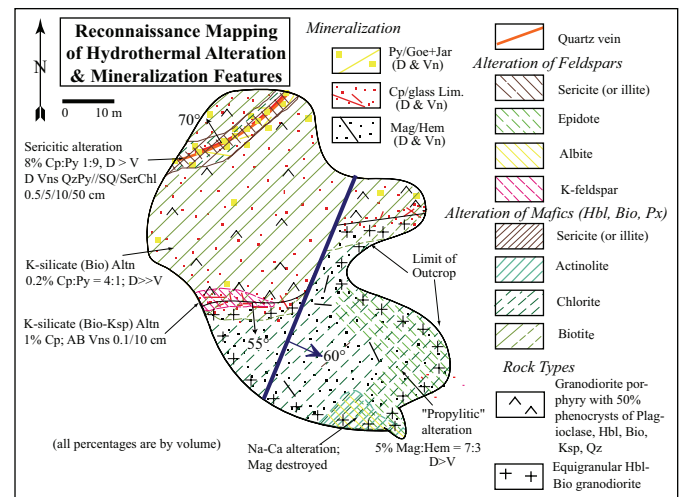 Reconnaissance Mapping
of Hydrothermal Alteration
& Mineralization Features
N
0 10 m
Mineralization
Py/Goe+Jar
(D & Vn)
Cp/glass Lim.
(D & Vn)
Mag/Hem
(D & Vn)
Quartz vein
Alteration of Feldspars
Sericite (or illite)
Epidote
Albite
K-feldspar
Alteration of Mafics (Hbl, Bio, Px)
Sericite (or illite)
Actinolite
Chlorite
Biotite
Rock Types
Granodiorite por-
phyry with 50%
phenocrysts of Plag-
ioclase, Hbl, Bio,
Ksp, Qz
Equigranular Hbl-
Bio granodiorite
70°
Sericitic alteration
8% Cp:Py 1:9, D > V
D Vns QzPy//SQ/SerChl
0.5/5/10/50 cm
K-silicate (Bio) Altn
0.2% Cp:Py = 4:1; D>>V
K-silicate (Bio-Ksp) Altn
1% Cp; AB Vns 0.1/10 cm
55°
60°
Limit of
Outcrop
"Propylitic"
alteration
5% Mag:Hem = 7:3
D>V
Na-Ca alteration;
Mag destroyed
(all percentages are by volume)